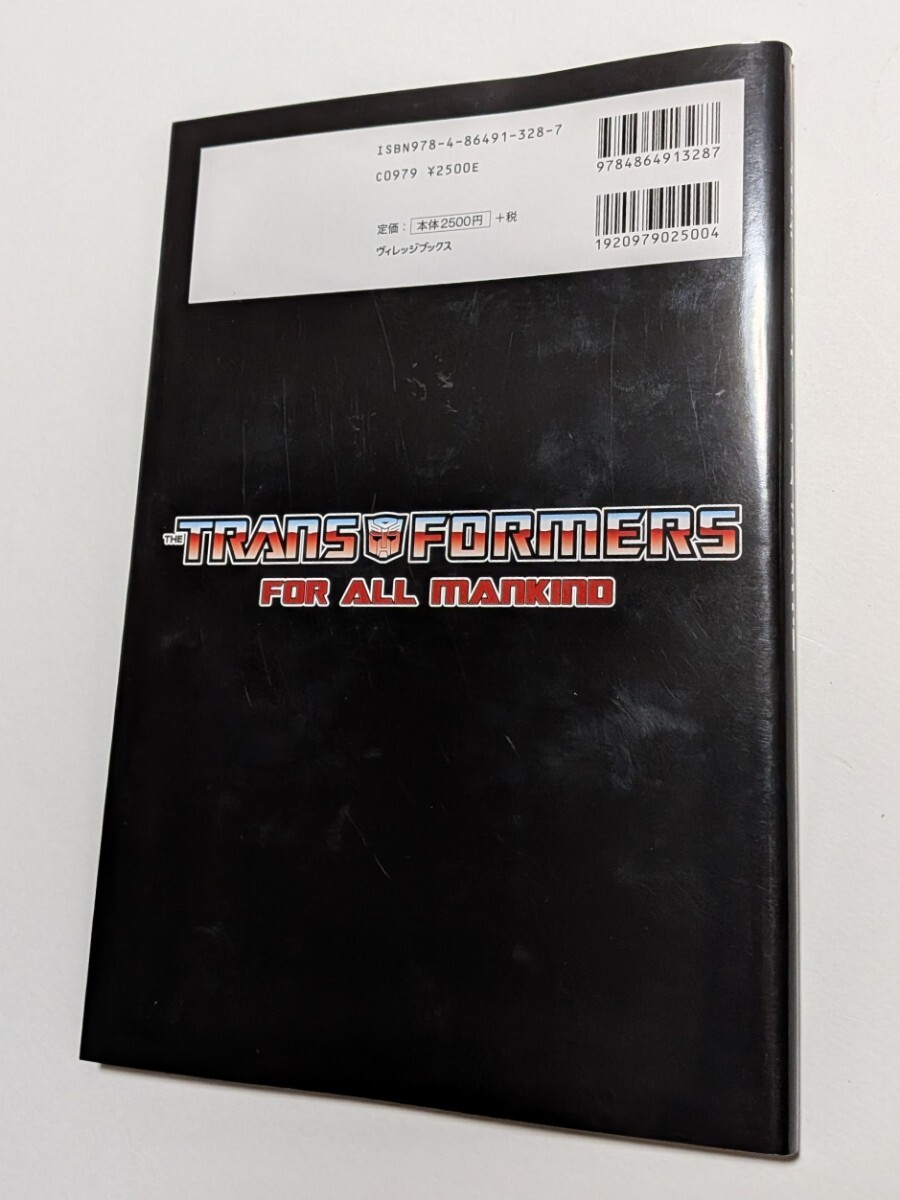 ISBN978-4-86491-328-7
9784864913287
C0979 ¥2500E
定価： 本体2500円 +税
1920979025004
ヴィレッジブックス
THE TRANSFORMERS
FOR ALL MANKIND